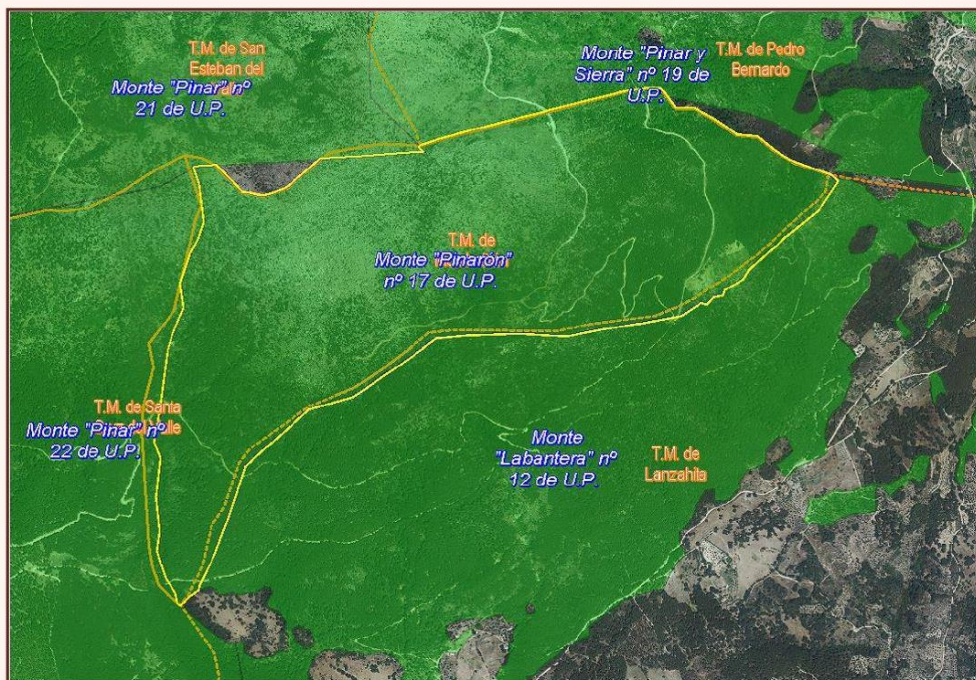 T.M. de San
Esteban del
Monte "Pinar" nº
21 de U.P.
Monte "Pinar y
Sierra" nº 19 de
U.P.
T.M. de Pedro
Bernardo
T.M. de
Monte "Pinarón"
nº 17 de U.P.
T.M. de Santa
Monte "Pinar" nº
22 de U.P.
Monte
"Labantera" nº
12 de U.P.
T.M. de
Lanzahita